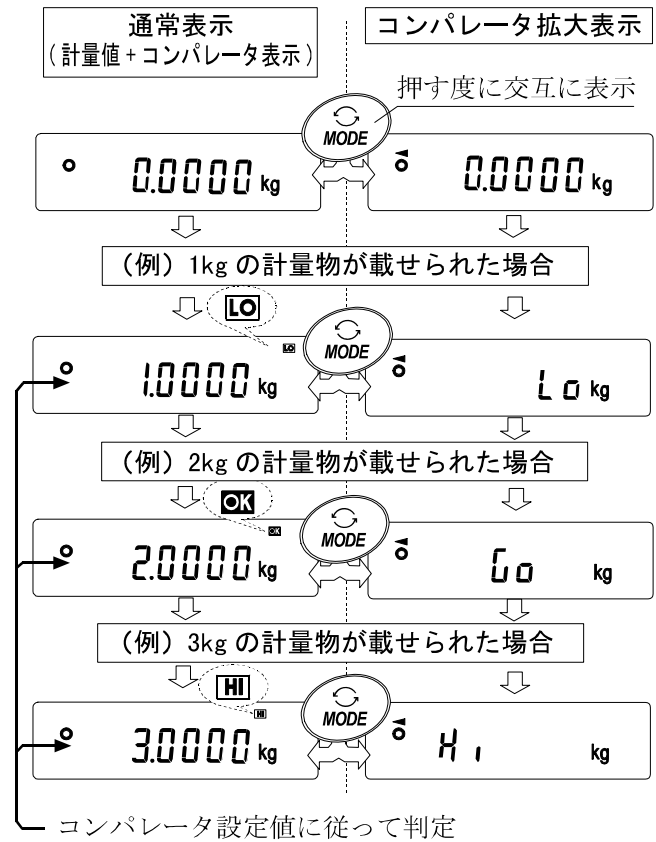 通常表示
(計量値+コンパレータ表示)
コンパレータ拡大表示
押す度に交互に表示
MODE
0.0000 kg
0.0000 kg
(例) 1kg の計量物が載せられた場合
LO
LO
MODE
1.0000 kg
Lo kg
(例) 2kg の計量物が載せられた場合
OK
OK
MODE
2.0000 kg
Go kg
(例) 3kg の計量物が載せられた場合
HI
HI
MODE
3.0000 kg
Hi kg
コンパレータ設定値に従って判定